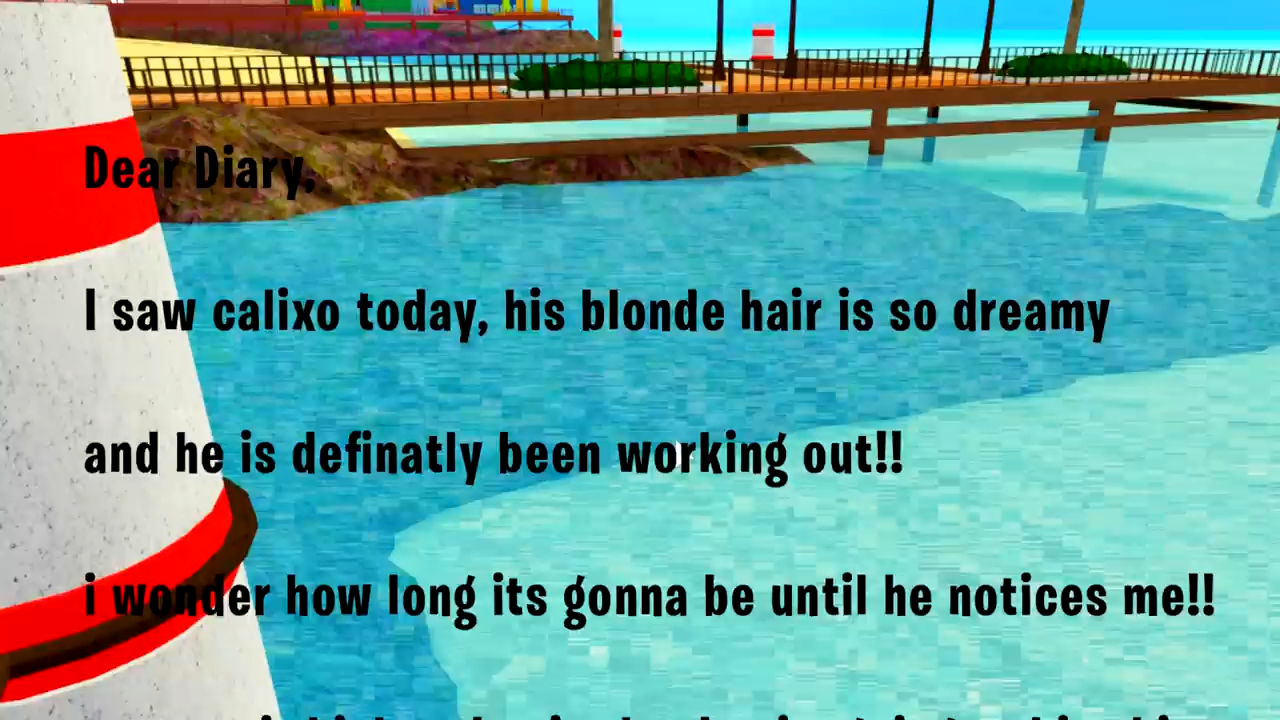 Dear Diary,
I saw calixo today, his blonde hair is so dreamy
and he is definatly been working out!!
i wonder how long its gonna be until he notices me!!